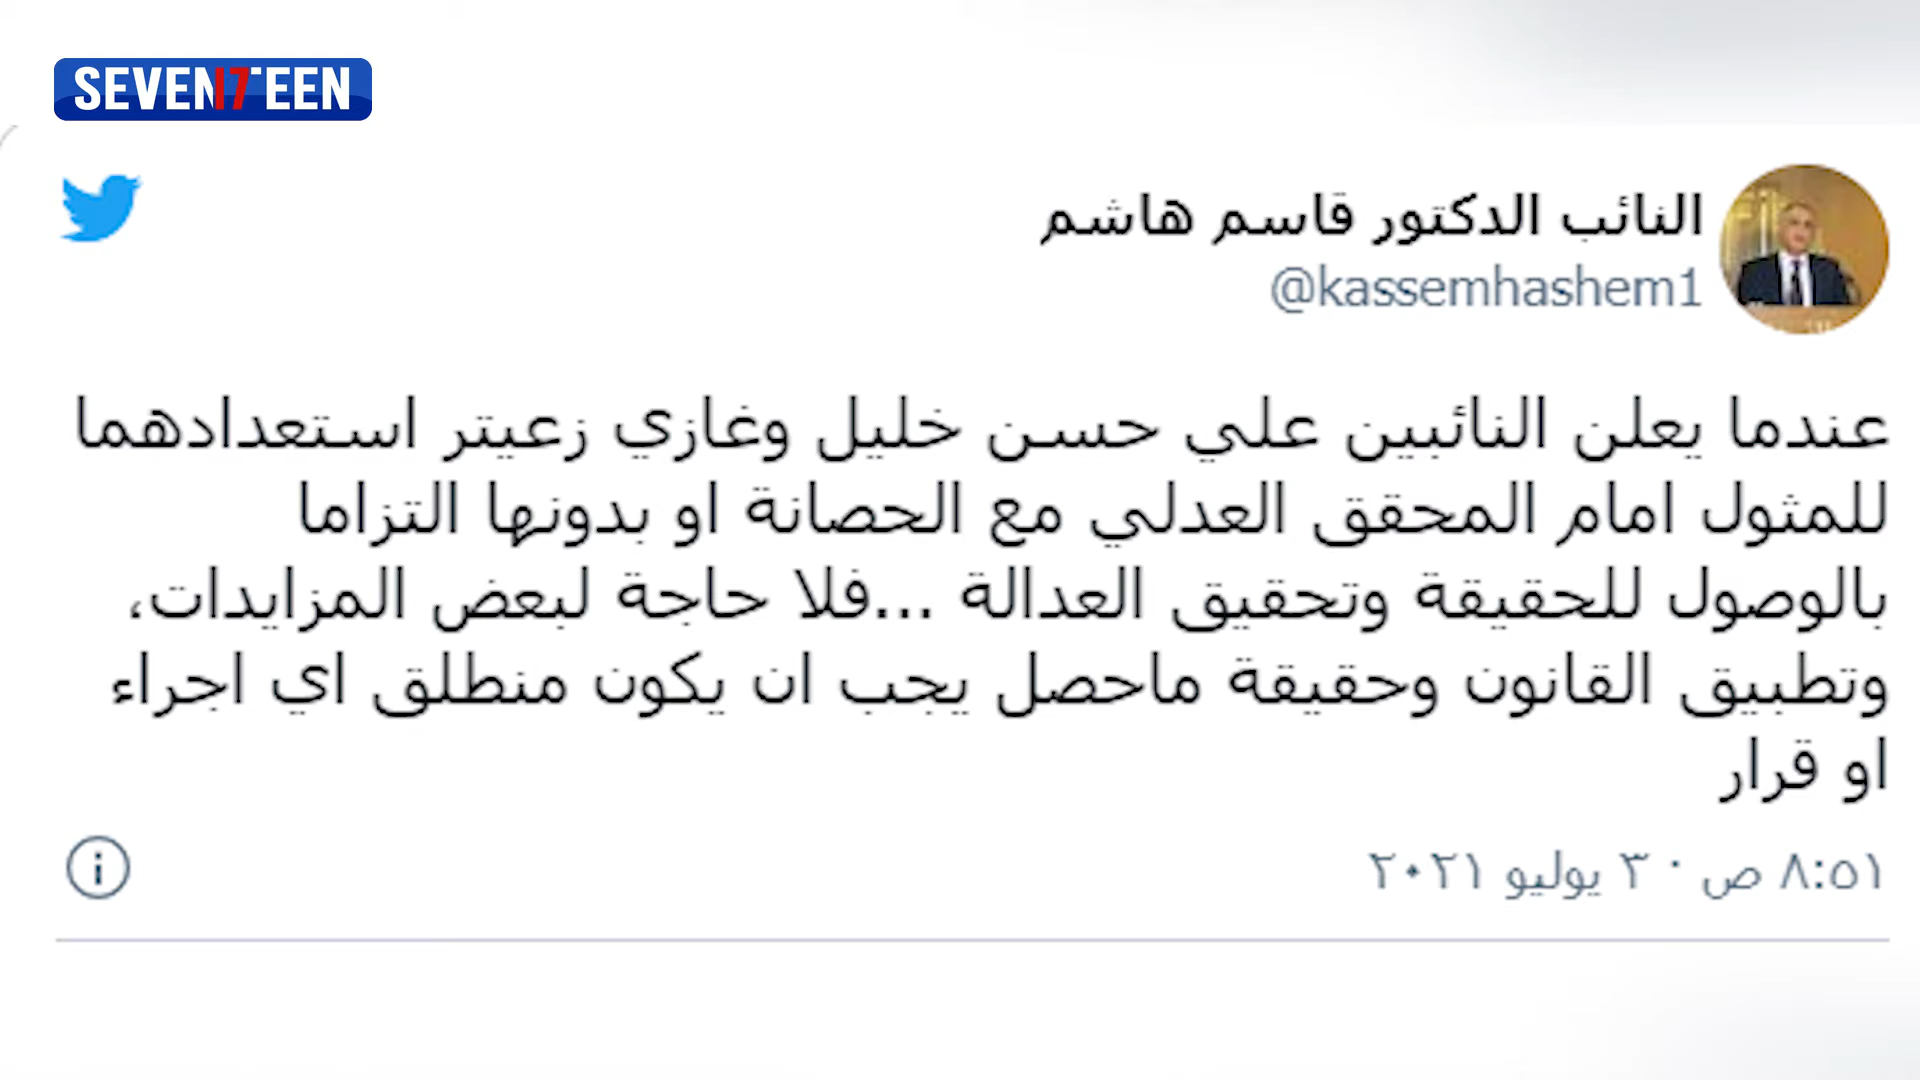 SEVEN17EEN
النائب الدكتور قاسم هاشم
@kassemhashem1
عندما يعلن النائبين علي حسن خليل وغازي زعيتر استعدادهما
للمثول امام المحقق العدلي مع الحصانة او بدونها التزاما
بالوصول للحقيقة وتحقيق العدالة ...فلا حاجة لبعض المزايدات،
وتطبيق القانون وحقيقة ماحصل يجب ان يكون منطلق اي اجراء
او قرار
٨:٥١ ص · ٣ يوليو ٢٠٢١